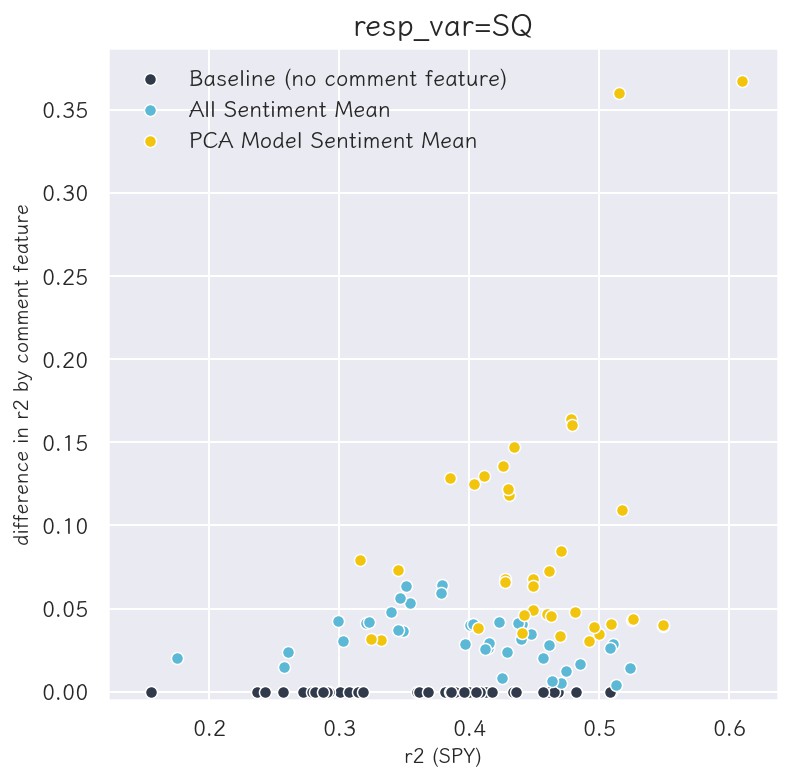 resp_var=SQ
Baseline (no comment feature)
All Sentiment Mean
PCA Model Sentiment Mean
difference in r2 by comment feature
0.35
0.30
0.25
0.20
0.15
0.10
0.05
0.00
0.2 0.3 0.4 0.5 0.6
r2 (SPY)